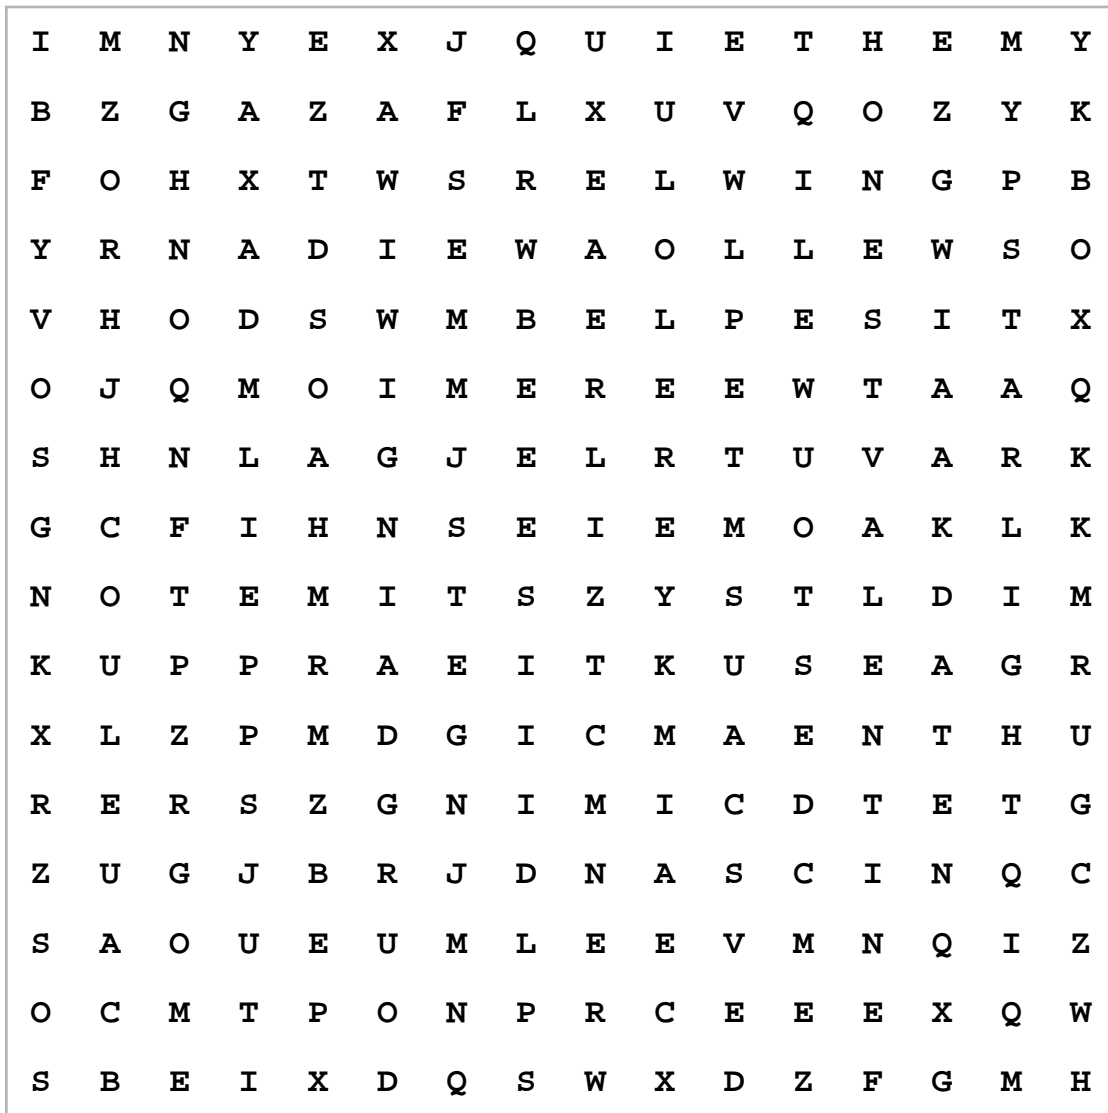 I M N Y E X J Q U I E T H E M Y
B Z G A Z A F L X U V Q O Z Y K
F O H X T W S R E L W I N G P B
Y R N A D I E W A O L L E W S O
V H O D S W M B E L P E S I T X
O J Q M O I M E R E E W T A A Q
S H N L A G J E L R T U V A R K
G C F I H N S E I E M O A K L K
N O T E M I T S Z Y S T L D I M
K U P P R A E I T K U S E A G R
X L Z P M D G I C M A E N T H U
R E R S Z G N I M I C D T E T G
Z U G J B R J D N A S C I N Q C
S A O U E U M L E E V M N Q I Z
O C M T P O N P R C E E E X Q W
S B E I X D Q S W X D Z F G M H